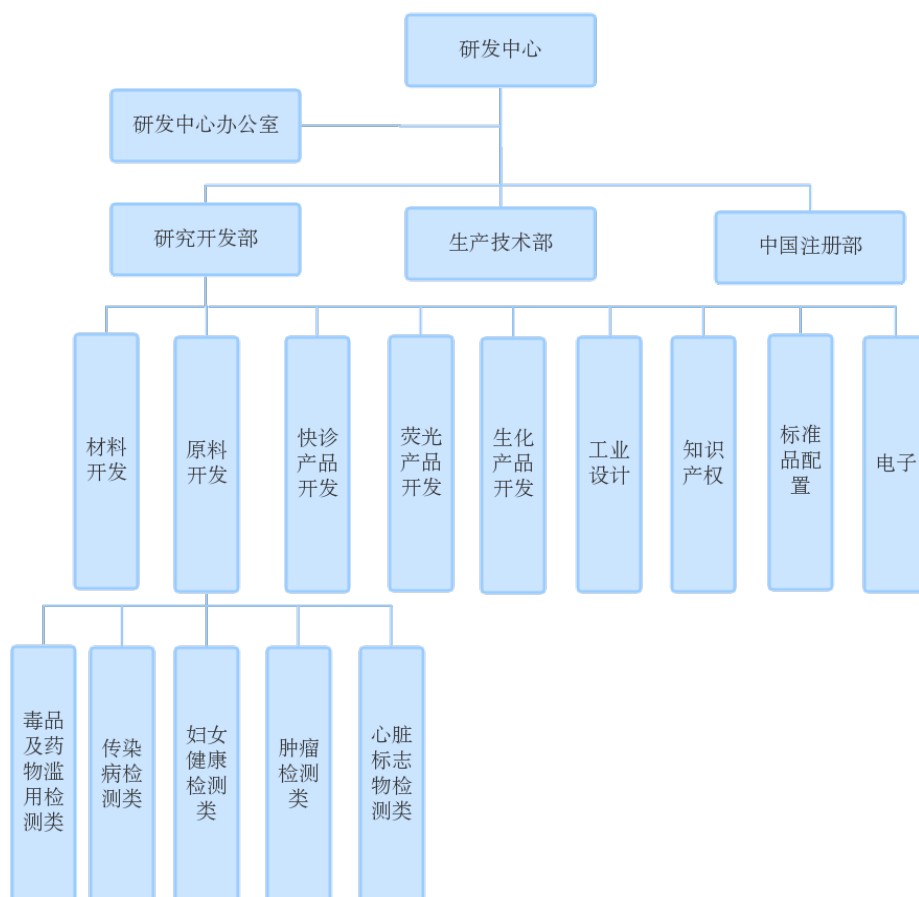 研发中心
研发中心办公室
研究开发部
生产技术部
中国注册部
材料
开发
原料
开发
快诊
产品
开发
荧光
产品
开发
生化
产品
开发
工业
设计
知识
产权
标准
品配
置
电子
毒品
及药
物滥
用检
测类
传染
病检
测类
妇女
健康
检测
类
肿瘤
检测
类
心脏
标志
物检
测类